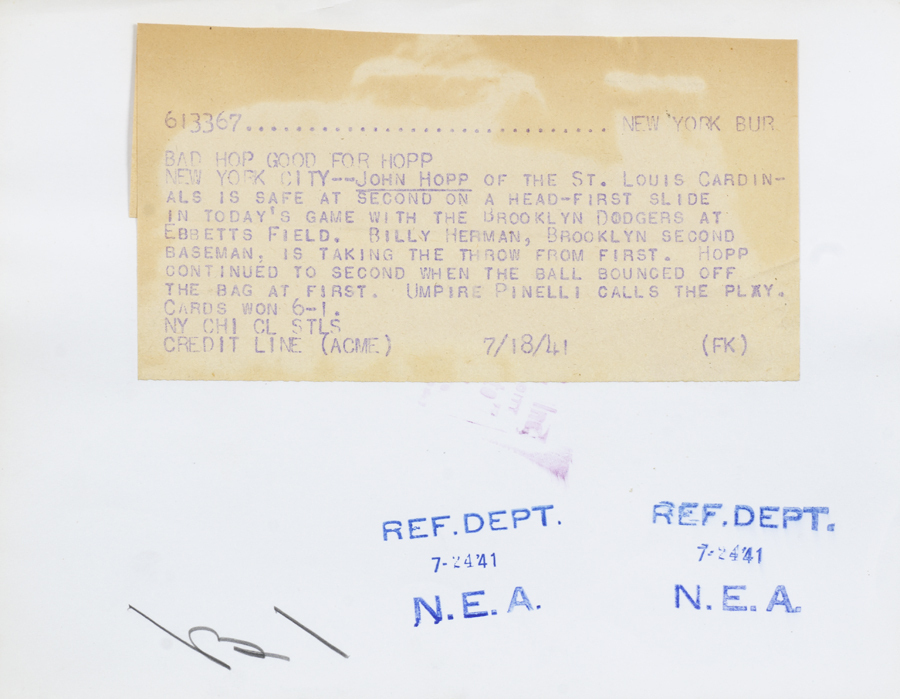 613367.............................. NEW YORK BUR.
BAD HOP GOOD FOR HOPP
NEW YORK CITY--JOHN HOPP OF THE ST. LOUIS CARDIN-
ALS IS SAFE AT SECOND ON A HEAD-FIRST SLIDE
IN TODAY'S GAME WITH THE BROOKLYN DODGERS AT
EBBETTS FIELD. BILLY HERMAN, BROOKLYN SECOND
BASEMAN, IS TAKING THE THROW FROM FIRST. HOPP
CONTINUED TO SECOND WHEN THE BALL BOUNCED OFF
THE BAG AT FIRST. UMPIRE PINELLI CALLS THE PLAY.
CARDS WON 6-1.
NY CHI CL STLS
CREDIT LINE (ACME) 7/18/41 (FK)
REF.DEPT. REF.DEPT.
7-24'41 7-24'41
N.E.A. N.E.A.